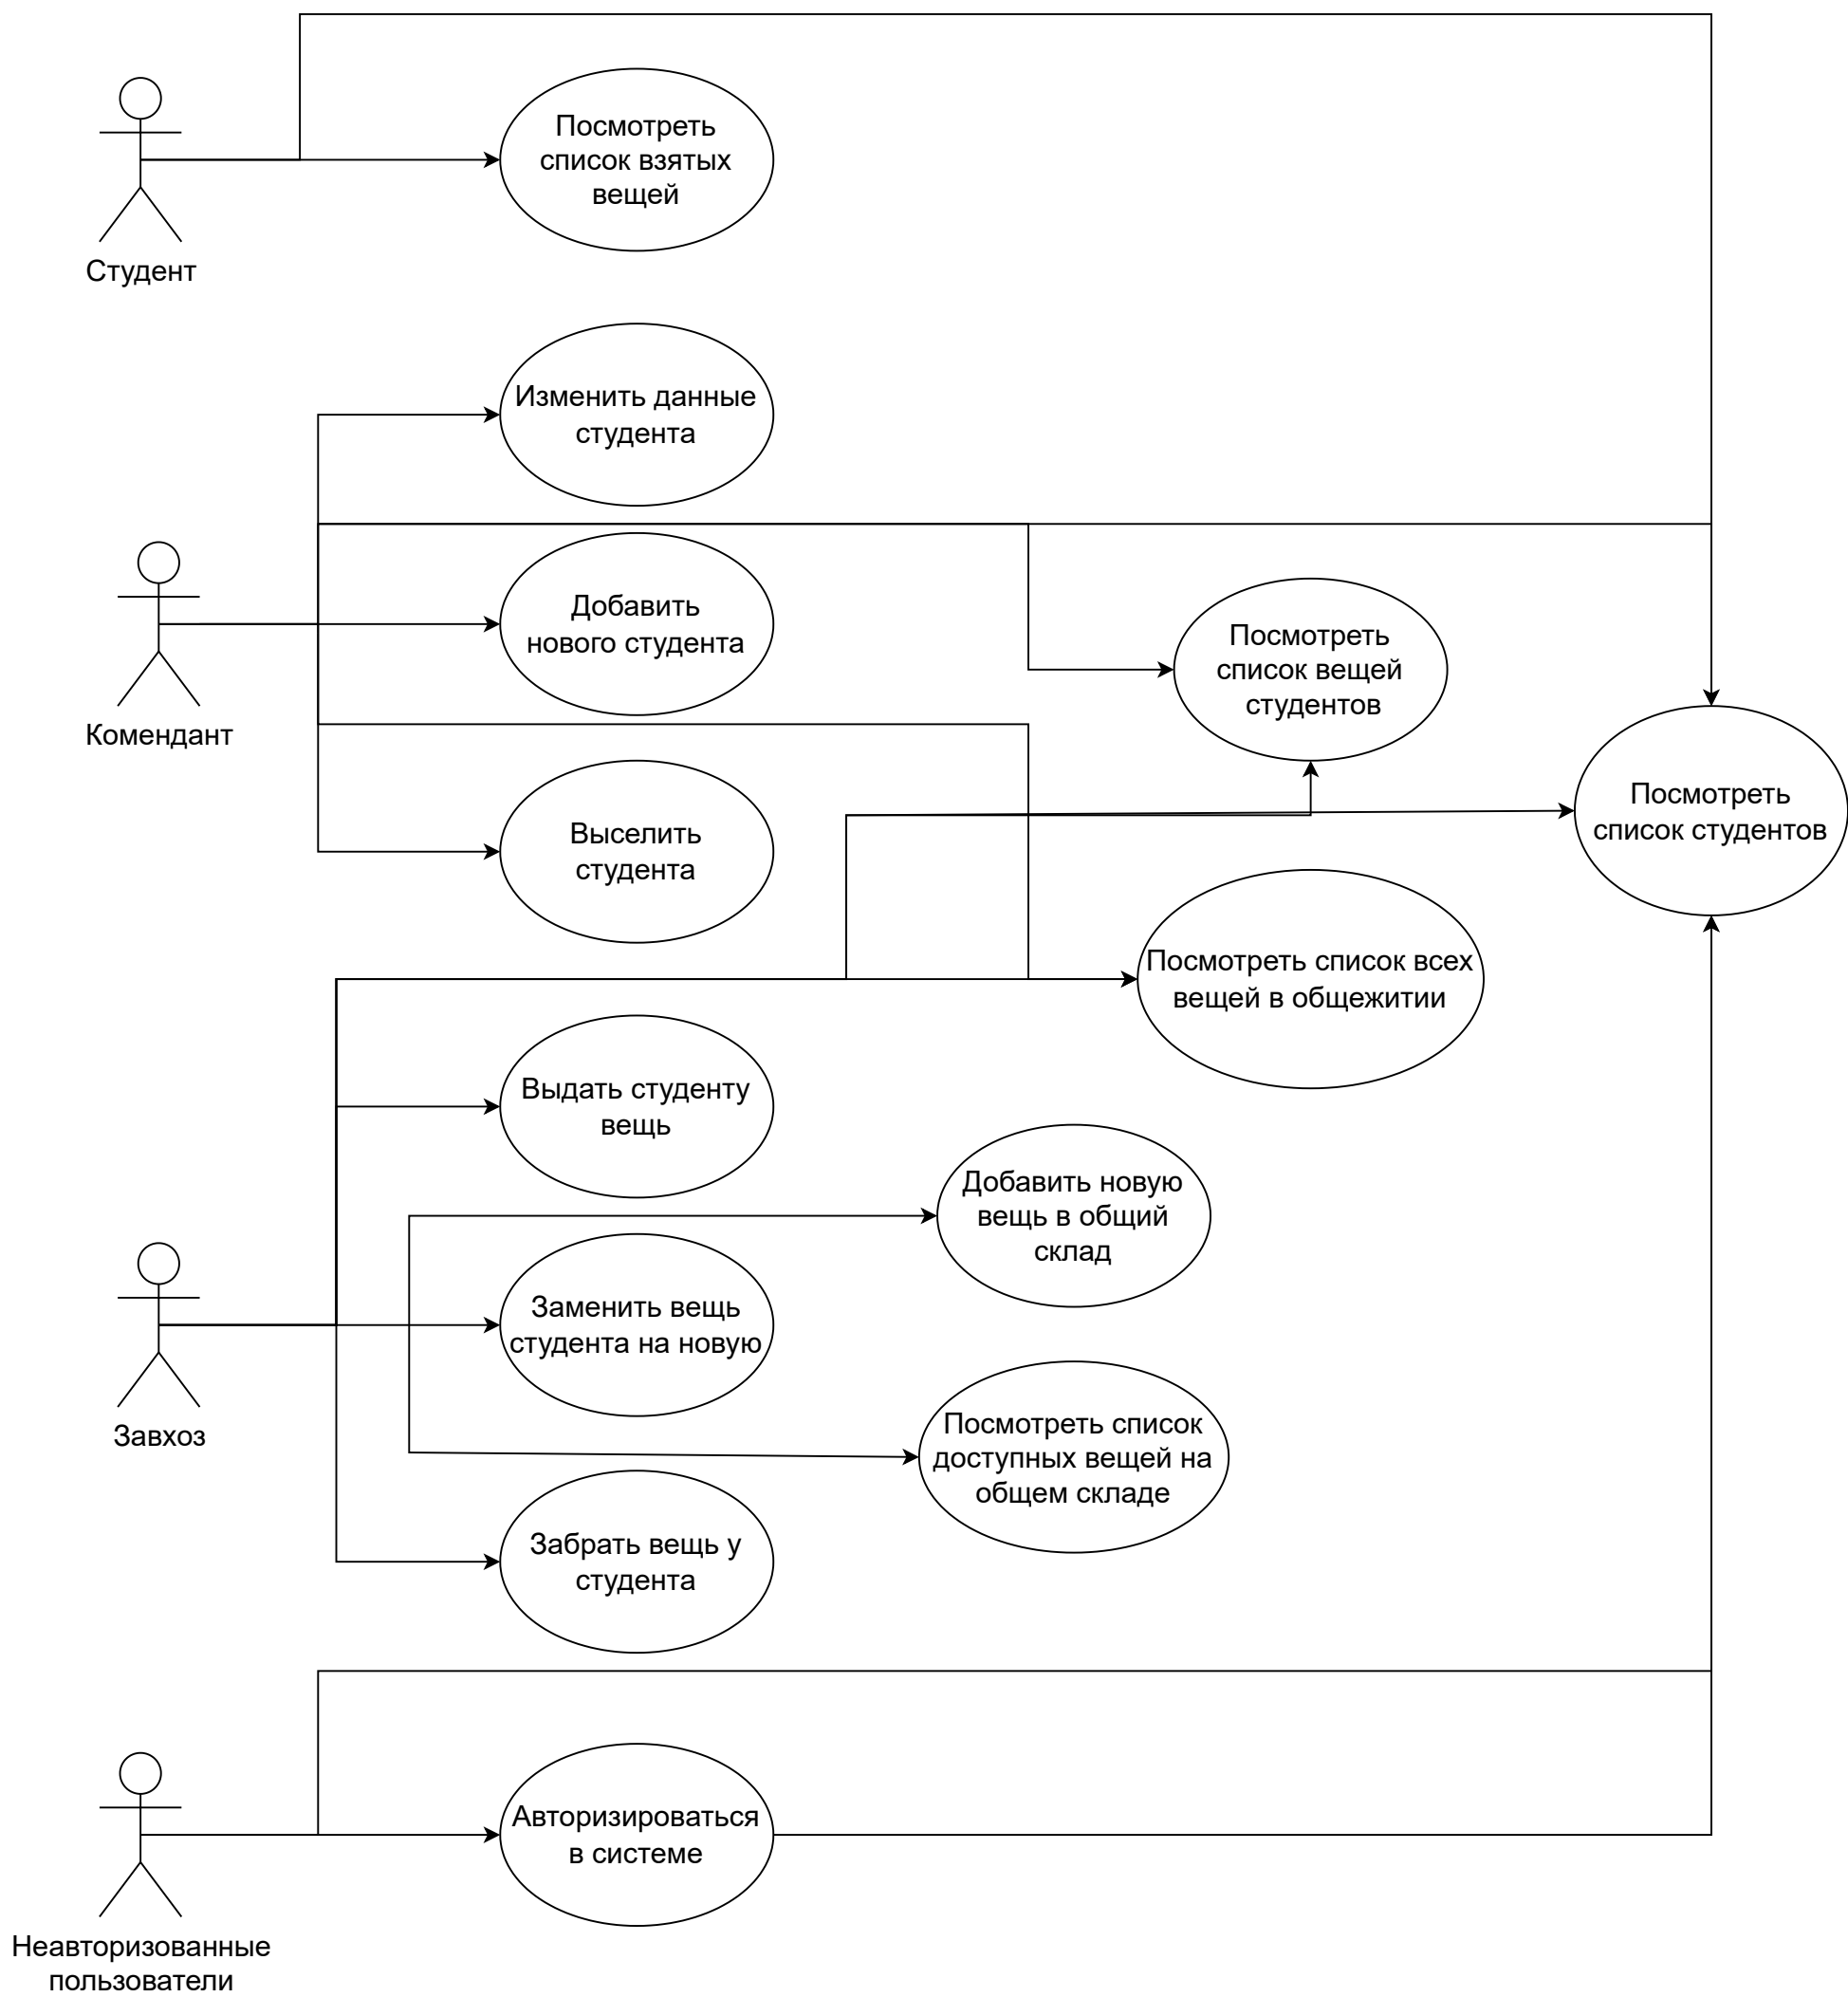 Посмотреть
список взятых
вещей
Студент
Изменить данные
студента
Добавить
нового студента
Комендант
Посмотреть
список вещей
студентов
Выселить
студента
Посмотреть
список студентов
Посмотреть список всех
вещей в общежитии
Выдать студенту
вещь
Добавить новую
вещь в общий
склад
Заменить вещь
студента на новую
Завхоз
Посмотреть список
доступных вещей на
общем складе
Забрать вещь у
студента
Авторизироваться
в системе
Неавторизованные
пользователи